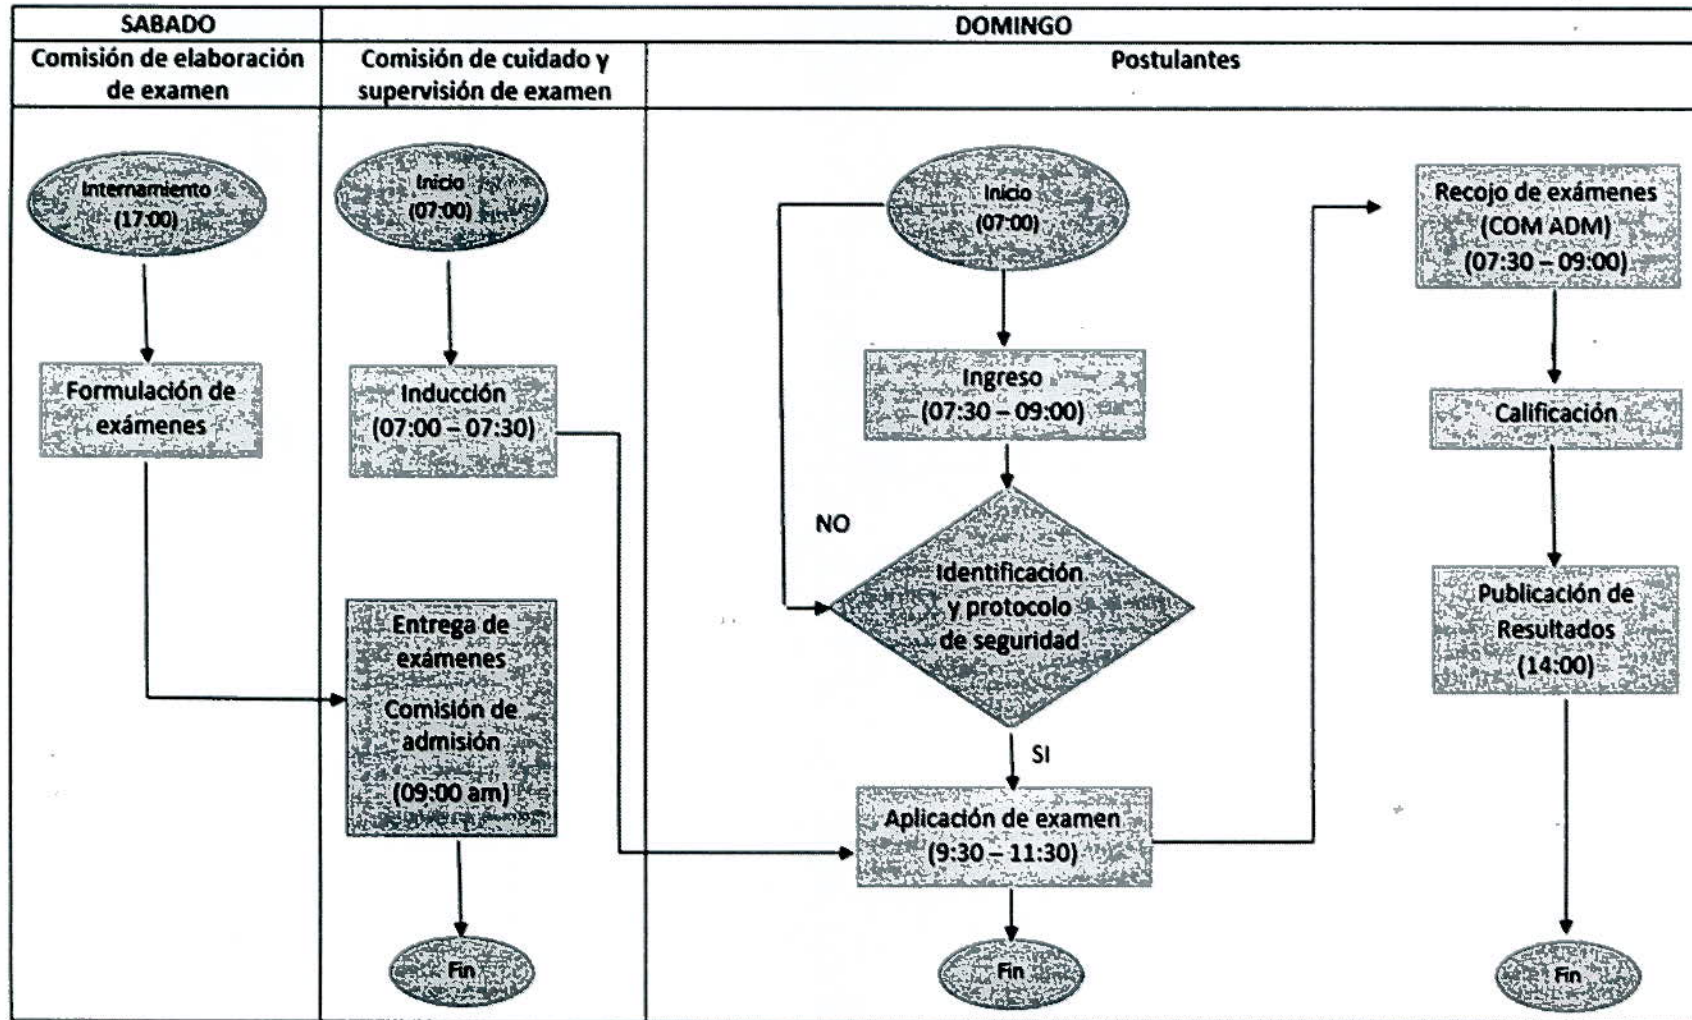 SABADO
DOMINGO
Comisión de elaboración
de examen
Comisión de cuidado y
supervisión de examen
Postulantes
Internamiento
(17:00)
Formulación de
exámenes
Inicio
(07:00)
Inducción
(07:00 – 07:30)
Entrega de
exámenes
Comisión de
admisión
(09:00 am)
Fin
Inicio
(07:00)
Ingreso
(07:30 – 09:00)
NO
Identificación
y protocolo
de seguridad
SI
Aplicación de examen
(9:30 – 11:30)
Fin
Recojo de exámenes
(COM ADM)
(07:30 – 09:00)
Calificación
Publicación de
Resultados
(14:00)
Fin